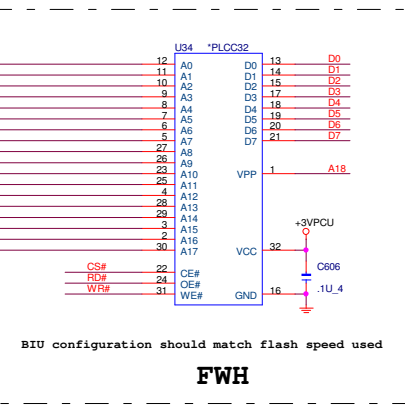 U34 *PLCC32
12 A0 D0 13 D0
11 A1 D1 14 D1
10 A2 D2 15 D2
9 A3 D3 17 D3
8 A4 D4 18 D4
7 A5 D5 19 D5
6 A6 D6 20 D6
5 A7 D7 21 D7
27 A8
26 A9
23 A10 VPP 1 A18
25 A11
4 A12
28 A13
29 A14
3 A15
2 A16
30 A17 VCC 32
+3VPCU
CS# 22 CE#
RD# 24 OE#
WR# 31 WE# GND 16
C606
.1U_4
BIU configuration should match flash speed used
FWH